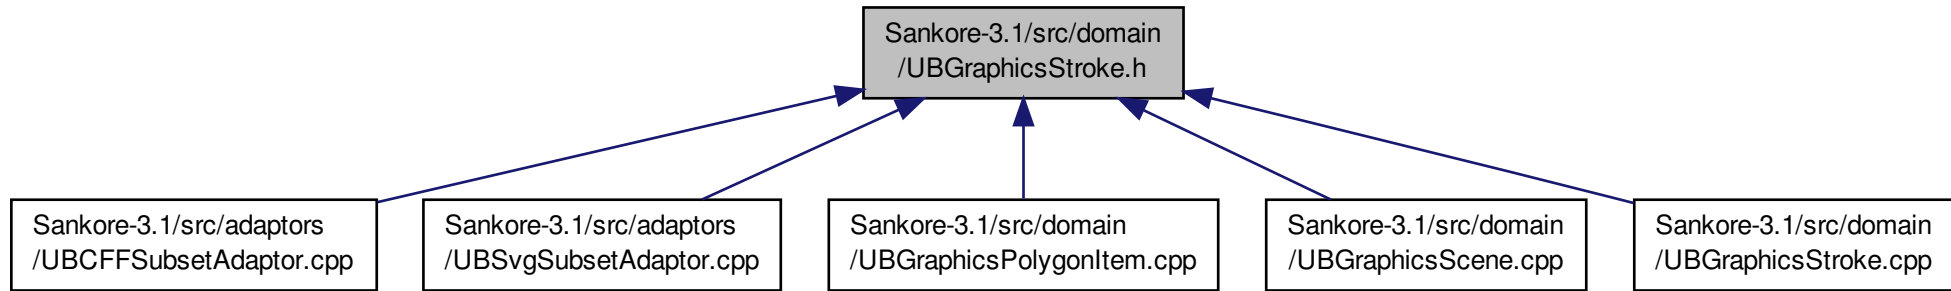 Sankore-3.1/src/domain
/UBGraphicsStroke.h
Sankore-3.1/src/adaptors
/UBCFFSubsetAdaptor.cpp
Sankore-3.1/src/adaptors
/UBSvgSubsetAdaptor.cpp
Sankore-3.1/src/domain
/UBGraphicsPolygonItem.cpp
Sankore-3.1/src/domain
/UBGraphicsScene.cpp
Sankore-3.1/src/domain
/UBGraphicsStroke.cpp